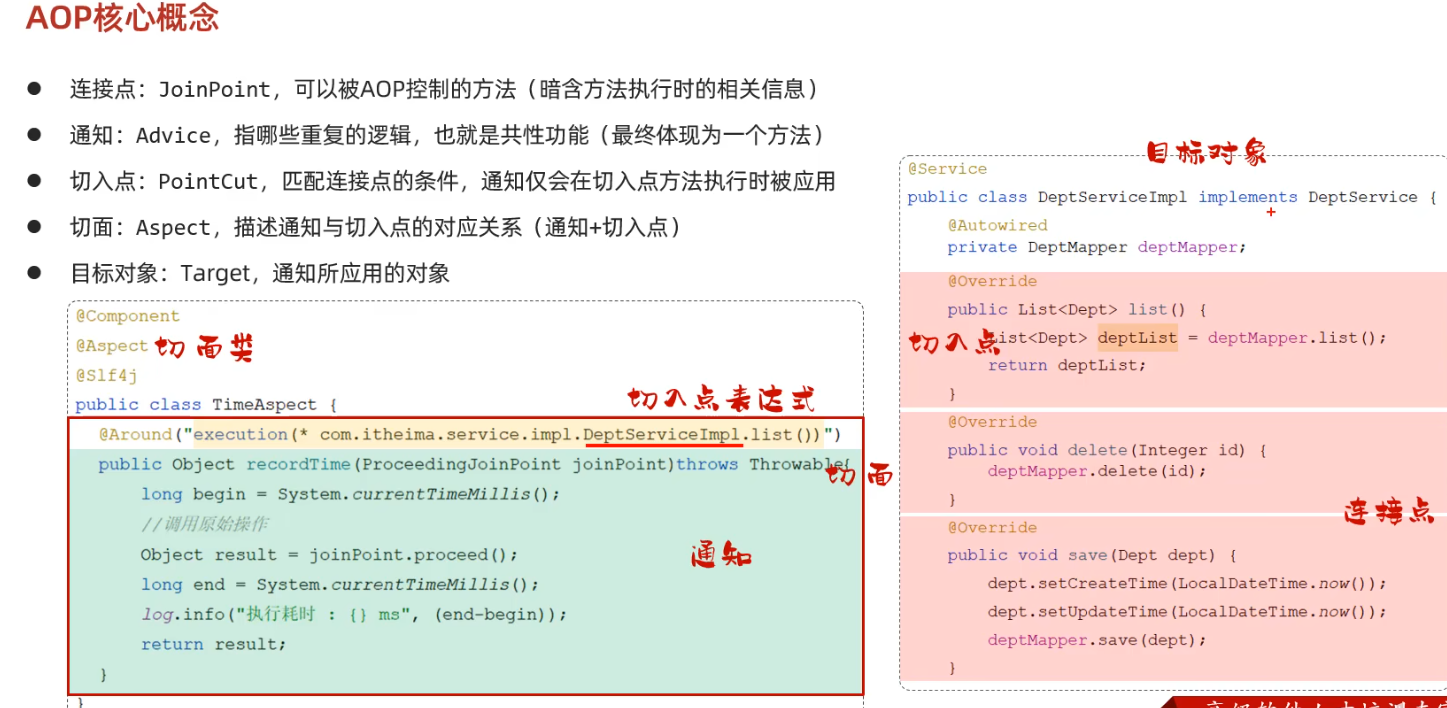 AOP核心概念
● 连接点：JoinPoint，可以被AOP控制的方法（暗含方法执行时的相关信息）
● 通知：Advice，指哪些重复的逻辑，也就是共性功能（最终体现为一个方法）
● 切入点：PointCut，匹配连接点的条件，通知仅会在切入点方法执行时被应用
● 切面：Aspect，描述通知与切入点的对应关系（通知+切入点）
● 目标对象：Target，通知所应用的对象
@Component
@Aspect 切面类
@Slf4j
public class TimeAspect {
切入点表达式
@Around("execution(* com.itheima.service.impl.DeptServiceImpl.list())")
public Object recordTime(ProceedingJoinPoint joinPoint)throws Throwable{
切面
long begin = System.currentTimeMillis();
//调用原始操作
Object result = joinPoint.proceed();
通知
long end = System.currentTimeMillis();
log.info("执行耗时 : {} ms", (end-begin));
return result;
}
}
目标对象
@Service
public class DeptServiceImpl implements DeptService {
@Autowired
private DeptMapper deptMapper;
@Override
public List<Dept> list() {
切入点
List<Dept> deptList = deptMapper.list();
return deptList;
}
@Override
public void delete(Integer id) {
deptMapper.delete(id);
}
连接点
@Override
public void save(Dept dept) {
dept.setCreateTime(LocalDateTime.now());
dept.setUpdateTime(LocalDateTime.now());
deptMapper.save(dept);
}